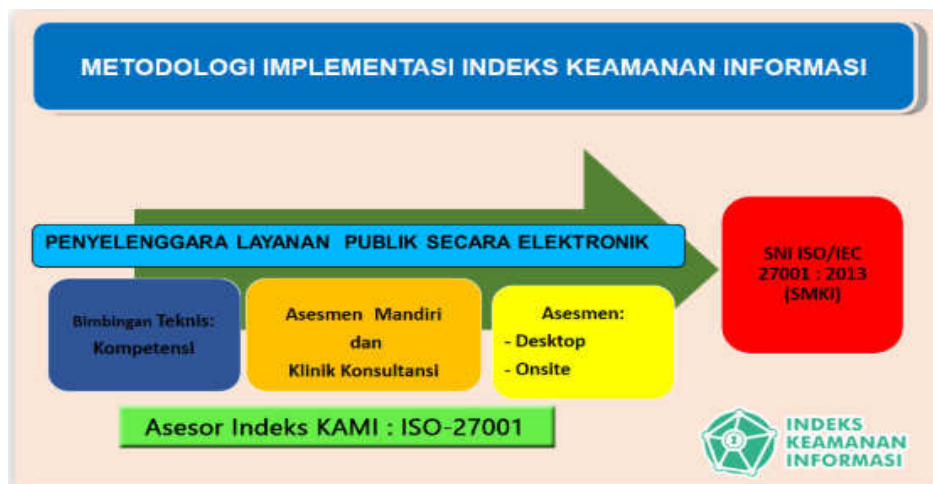 METODOLOGI IMPLEMENTASI INDEKS KEAMANAN INFORMASI
PENYELENGGARA LAYANAN PUBLIK SECARA ELEKTRONIK
SNI ISO/IEC
27001 : 2013
(SMKI)
Bimbingan Teknis:
Kompetensi
Asesmen Mandiri
dan
Klinik Konsultansi
Asesmen:
- Desktop
- Onsite
Asesor Indeks KAMI : ISO-27001
INDEKS
KEAMANAN
INFORMASI